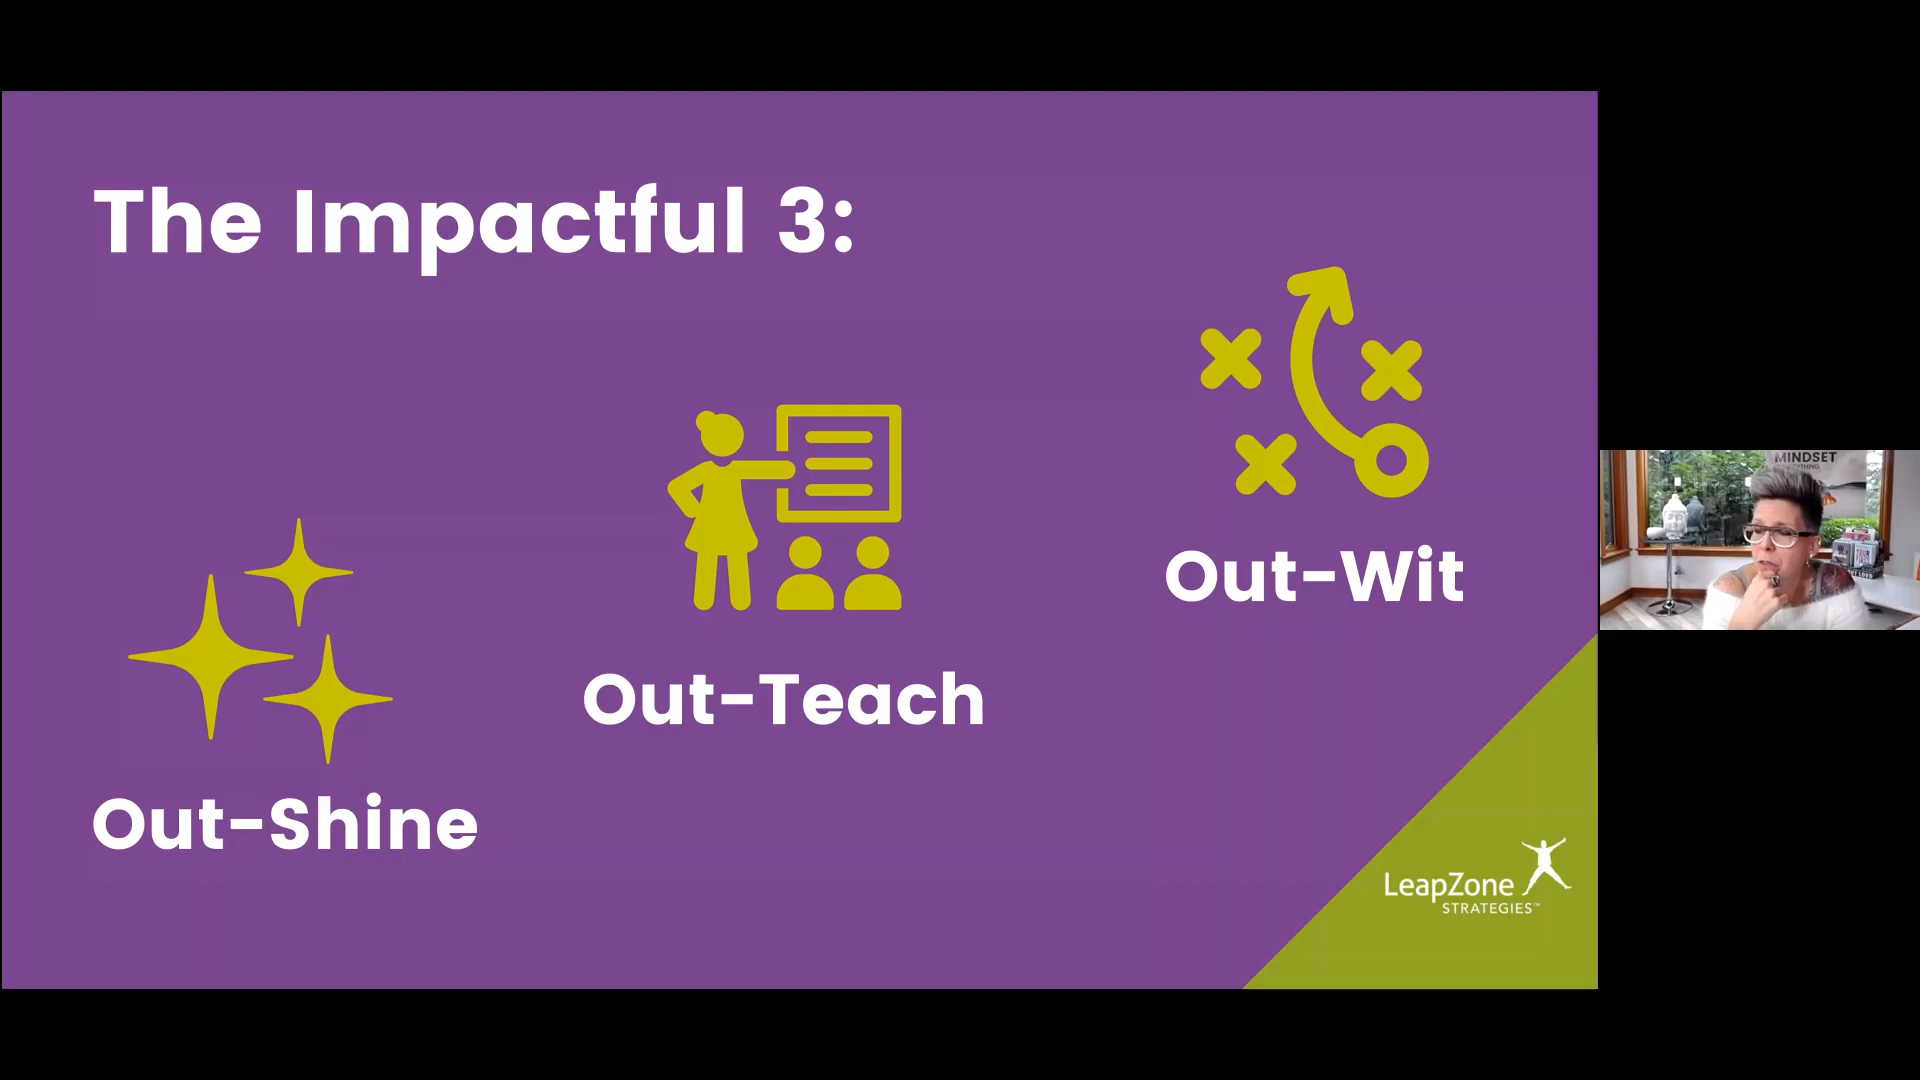 The Impactful 3:
Out-Wit
Out-Teach
Out-Shine
LeapZone
STRATEGIES™
MINDSET